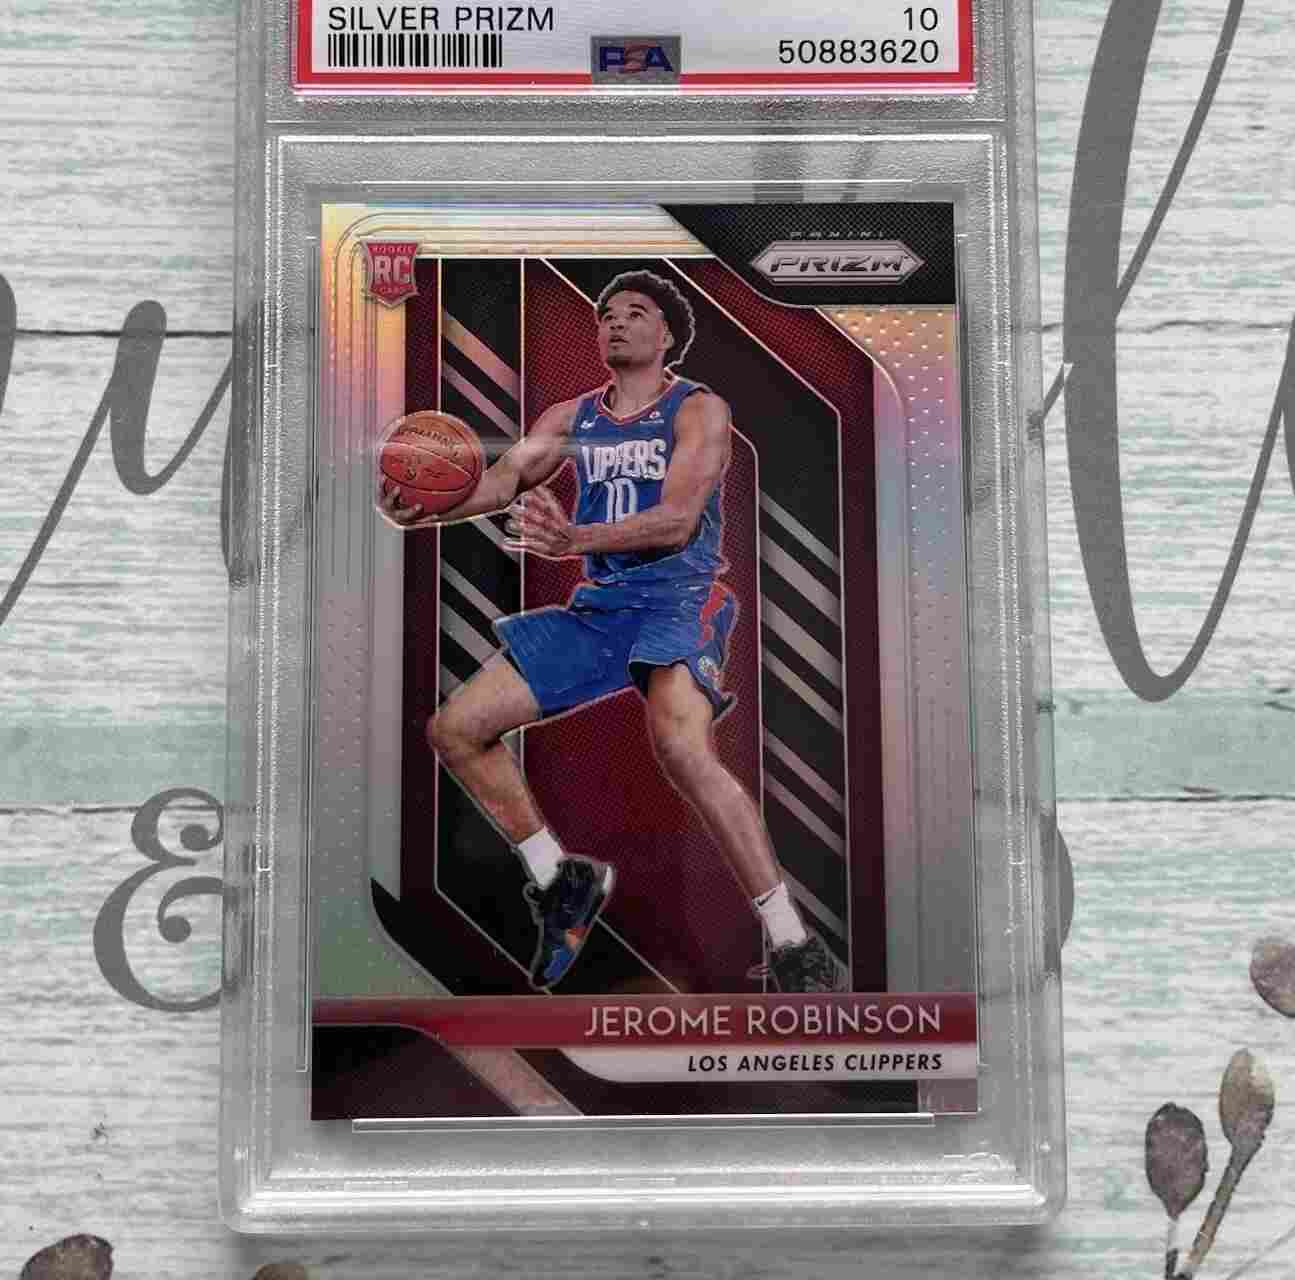 SILVER PRIZM
10
PSA
50883620
ROOKIE
RC
CARD
PANINI
PRIZM
SPALDING
CLIPPERS
10
JEROME ROBINSON
LOS ANGELES CLIPPERS
&